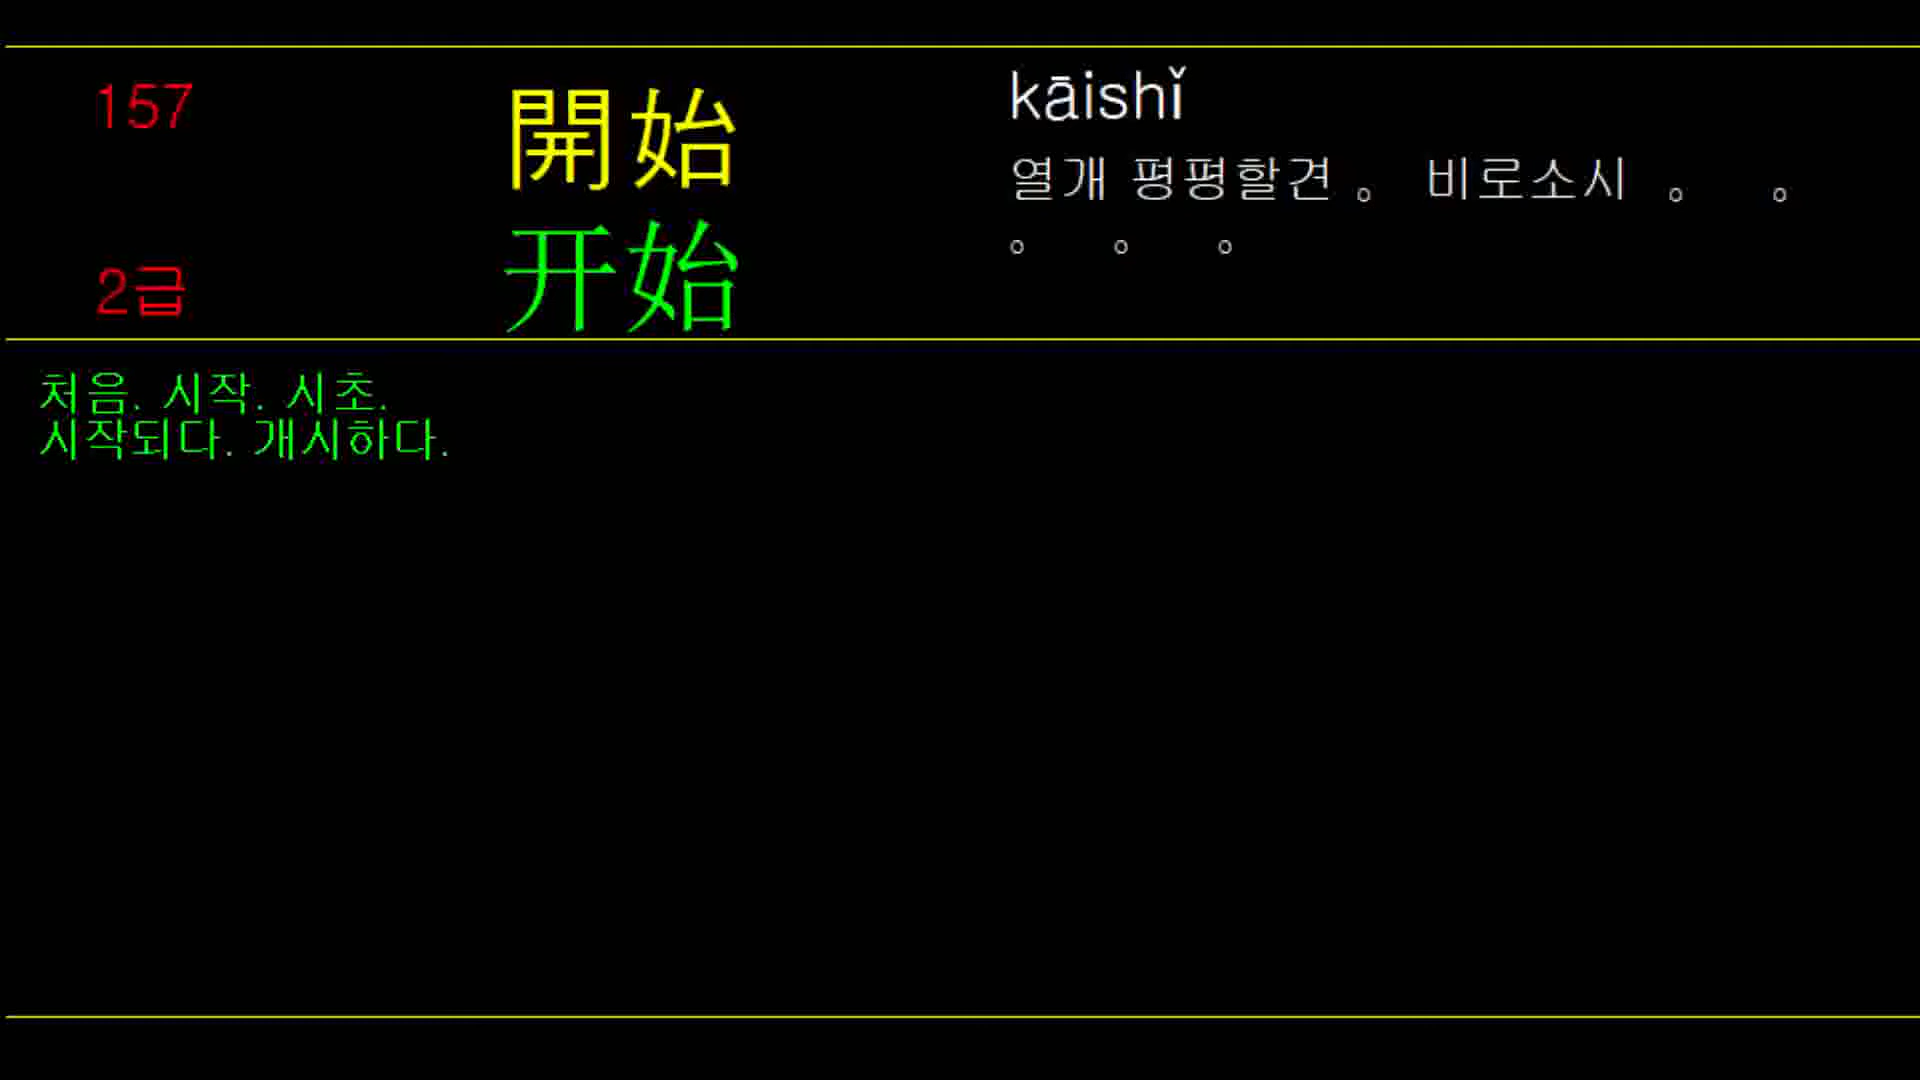 157
開始
kāishǐ
열개 평평할견 。 비로소시 。 。
。 。 。
2급
开始
처음. 시작. 시초.
시작되다. 개시하다.